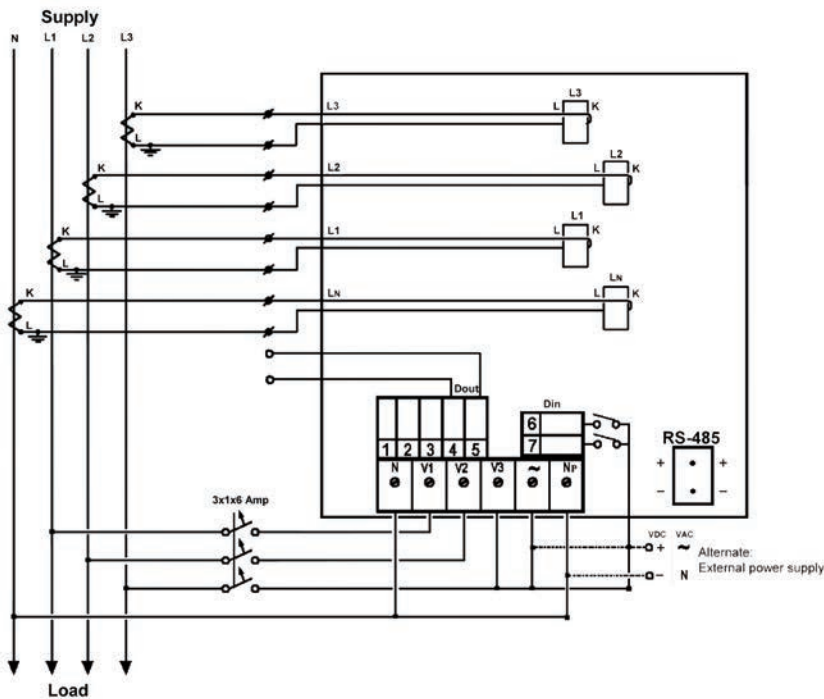 Supply
N L1 L2 L3
K L3 L L3 K
L
K L2 L L2 K
L
K L1 L L1 K
L
K LN L LN K
L
Dout Din
6
7
1 2 3 4 5
RS-485
+ +
− −
N V1 V2 V3 ~ NP
3x1x6 Amp
VDC VAC
+ ~ Alternate:
− N External power supply
Load